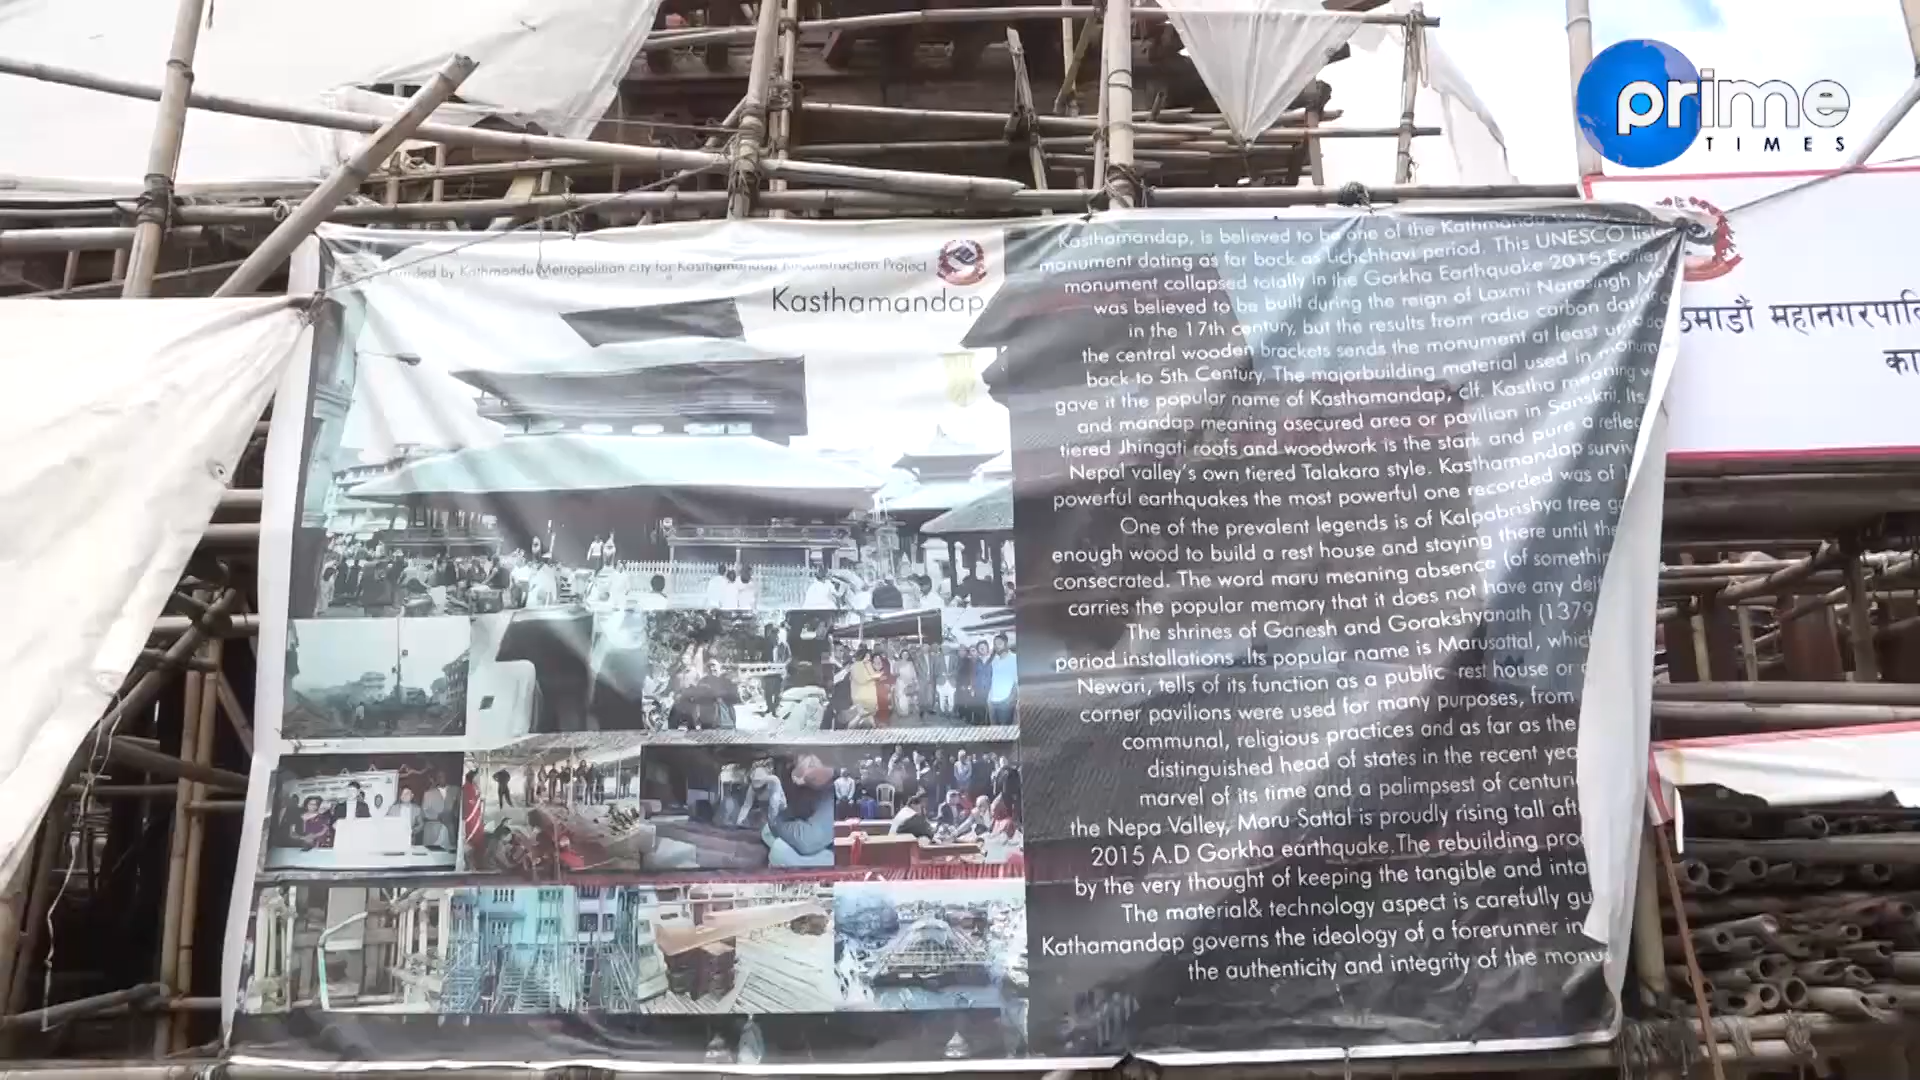 prime
TIMES
Funded by Kathmandu Metropolitian city for Kasthamandap Reconstruction Project
Kasthamandap
Kasthamandap, is believed to be one of the Kathmandu
monument dating as far back as Lichchhavi period. This UNESCO liste
monument collapsed totally in the Gorkha Earthquake 2015. Earlier
was believed to be built during the reign of Laxmi Narasingh Ma
in the 17th century, but the results from radio carbon dati
the central wooden brackets sends the monument at least
back to 5th Century, The majorbuilding material used in monum
gave it the popular name of Kasthamandap, clf. Kastha meaning w
and mandap meaning asecured area or pavilion in Sanskrit. Its
tiered Jhingati roofs and woodwork is the stark and pure a reflec
Nepal valley's own tiered Talakara style. Kasthamandap surviv
powerful earthquakes the most powerful one recorded was of
One of the prevalent legends is of Kalpabrishya tree
enough wood to build a rest house and staying there until the
consecrated. The word maru meaning absence (of somethin
carries the popular memory that it does not have any dei
The shrines of Ganesh and Gorakshyanath (1379
period installations .Its popular name is Marusattal, whic
Newari, tells of its function as a public rest house or
corner pavilions were used for many purposes, from
communal, religious practices and as far as the
distinguished head of states in the recent yea
marvel of its time and a palimpsest of centuri
the Nepa Valley, Maru Sattal is proudly rising tall aft
2015 A.D Gorkha earthquake.The rebuilding pro
by the very thought of keeping the tangible and inta
The material& technology aspect is carefully gu
Kathamandap governs the ideology of a forerunner in
the authenticity and integrity of the monu
ठमाडौं महानगरपालि
का